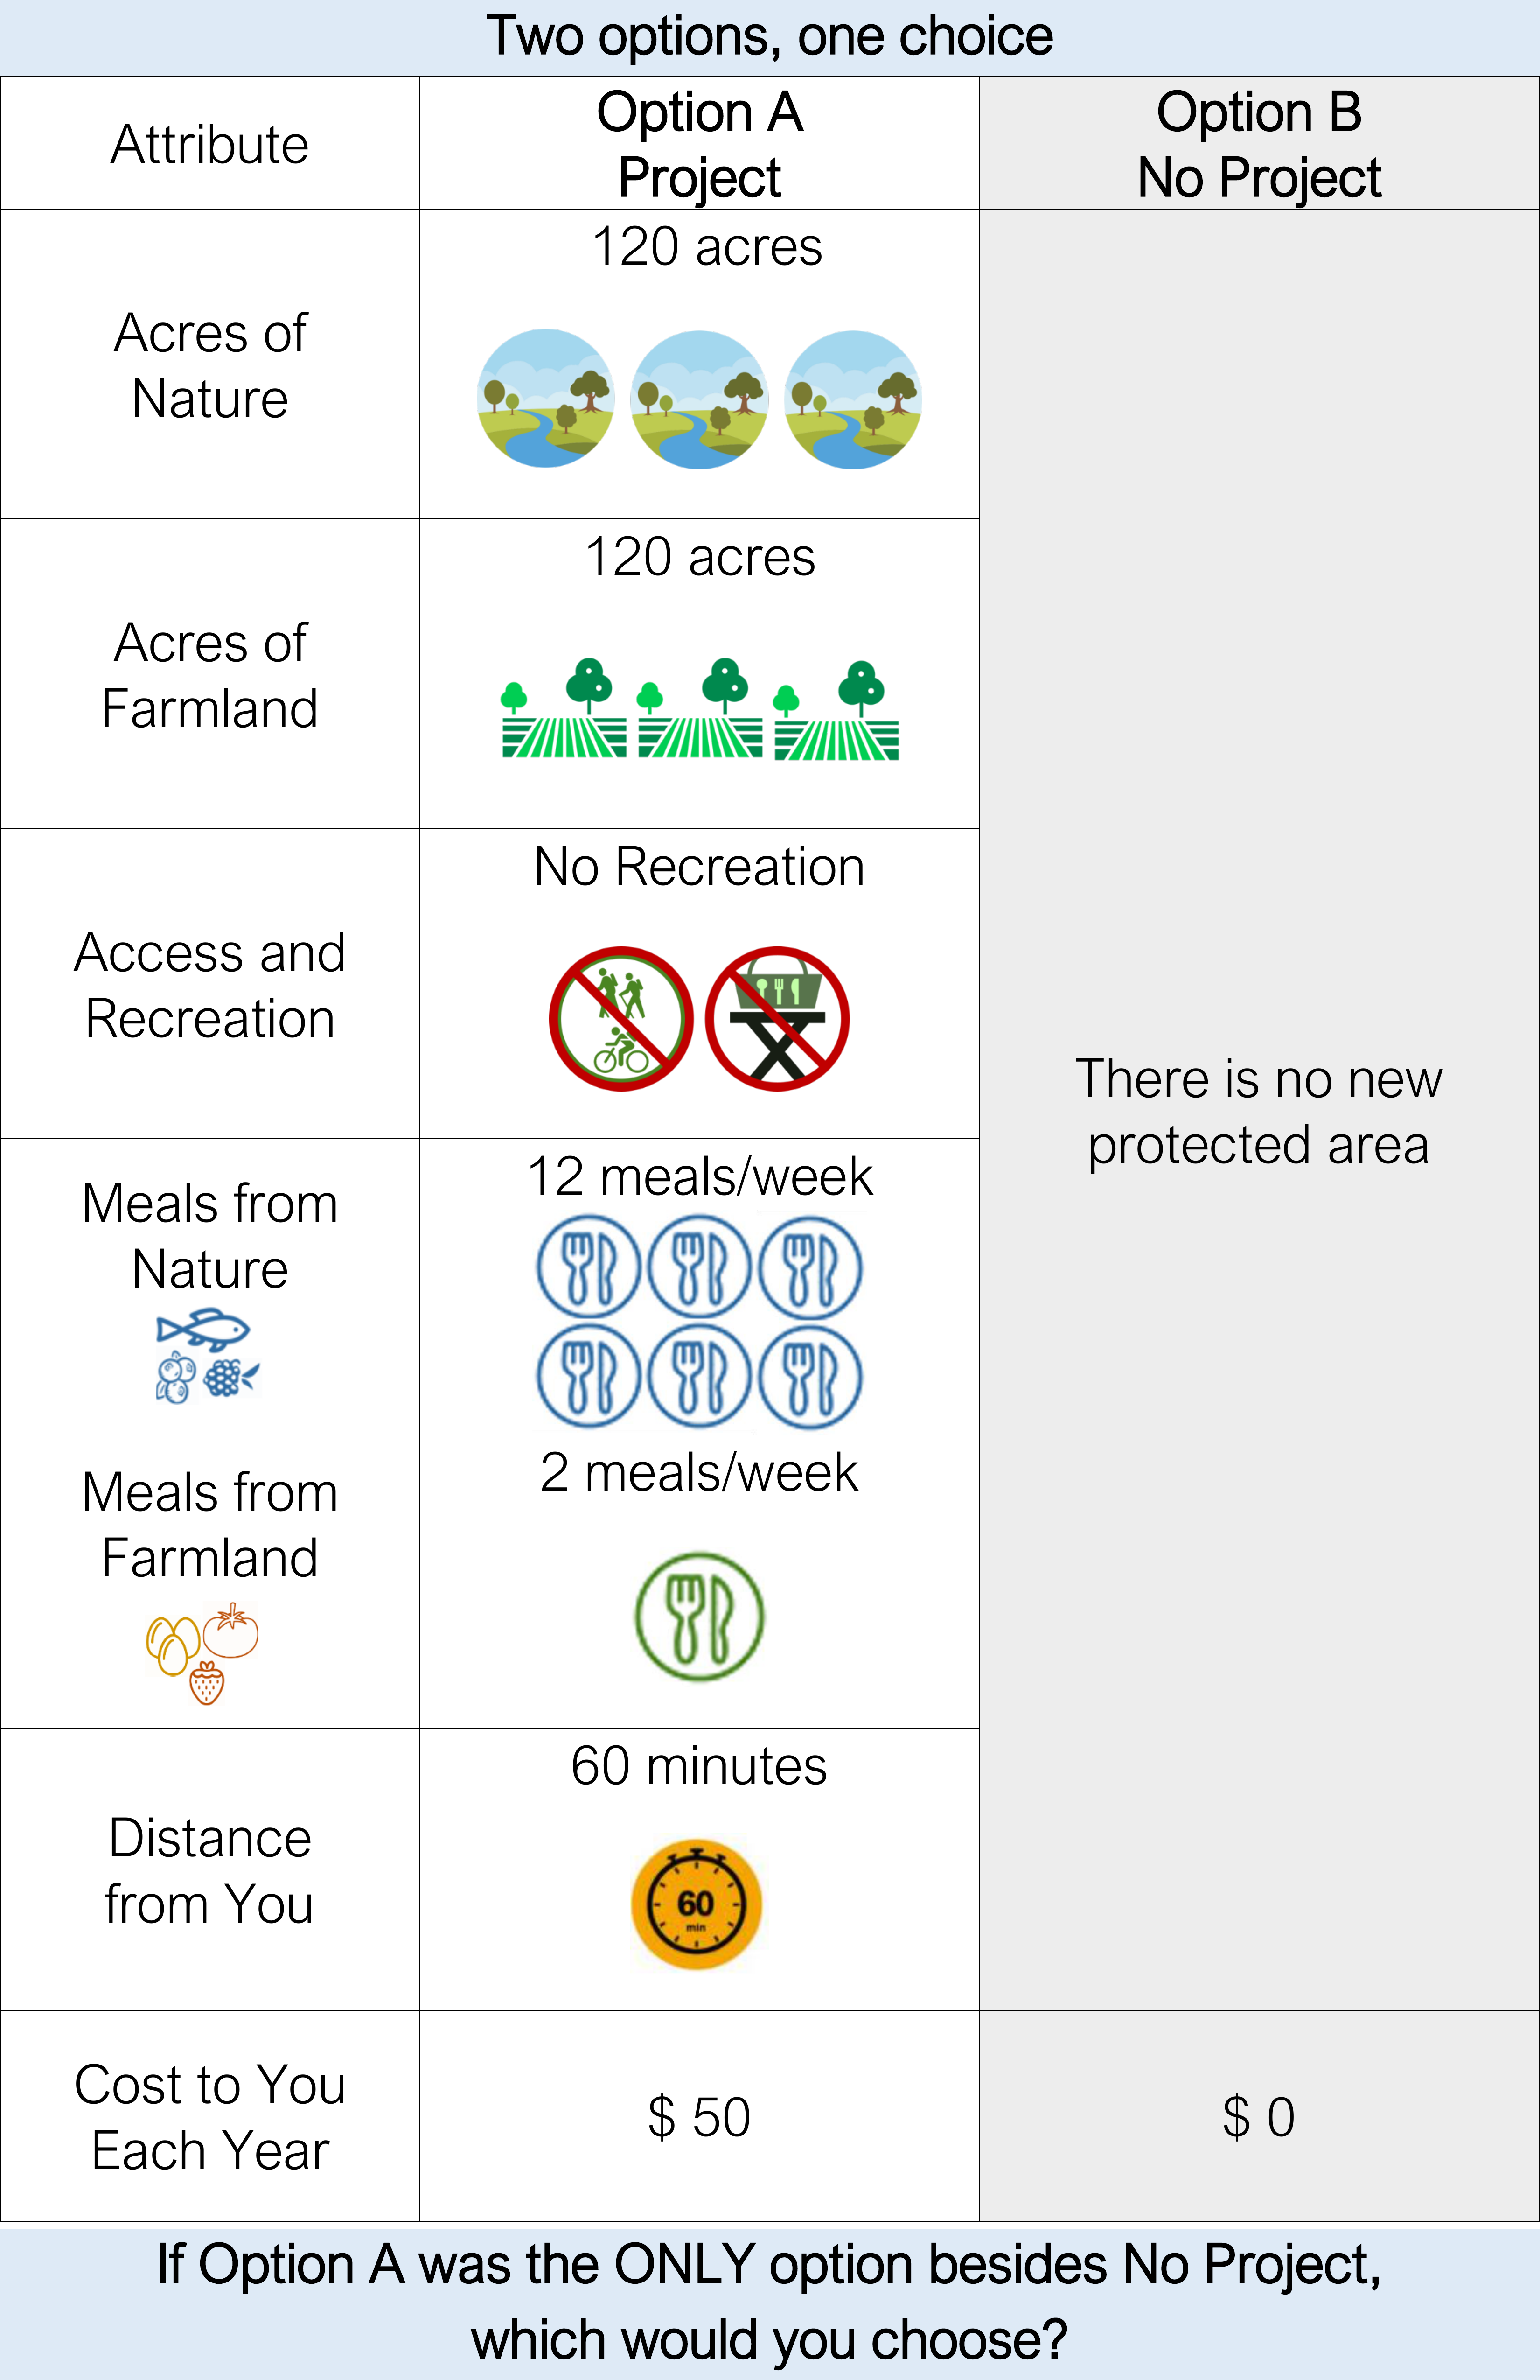 Two options, one choice
Attribute
Option A
Project
Option B
No Project
Acres of
Nature
120 acres
Acres of
Farmland
120 acres
Access and
Recreation
No Recreation
There is no new
protected area
Meals from
Nature
12 meals/week
Meals from
Farmland
2 meals/week
Distance
from You
60 minutes
60
min
Cost to You
Each Year
$ 50
$ 0
If Option A was the ONLY option besides No Project,
which would you choose?